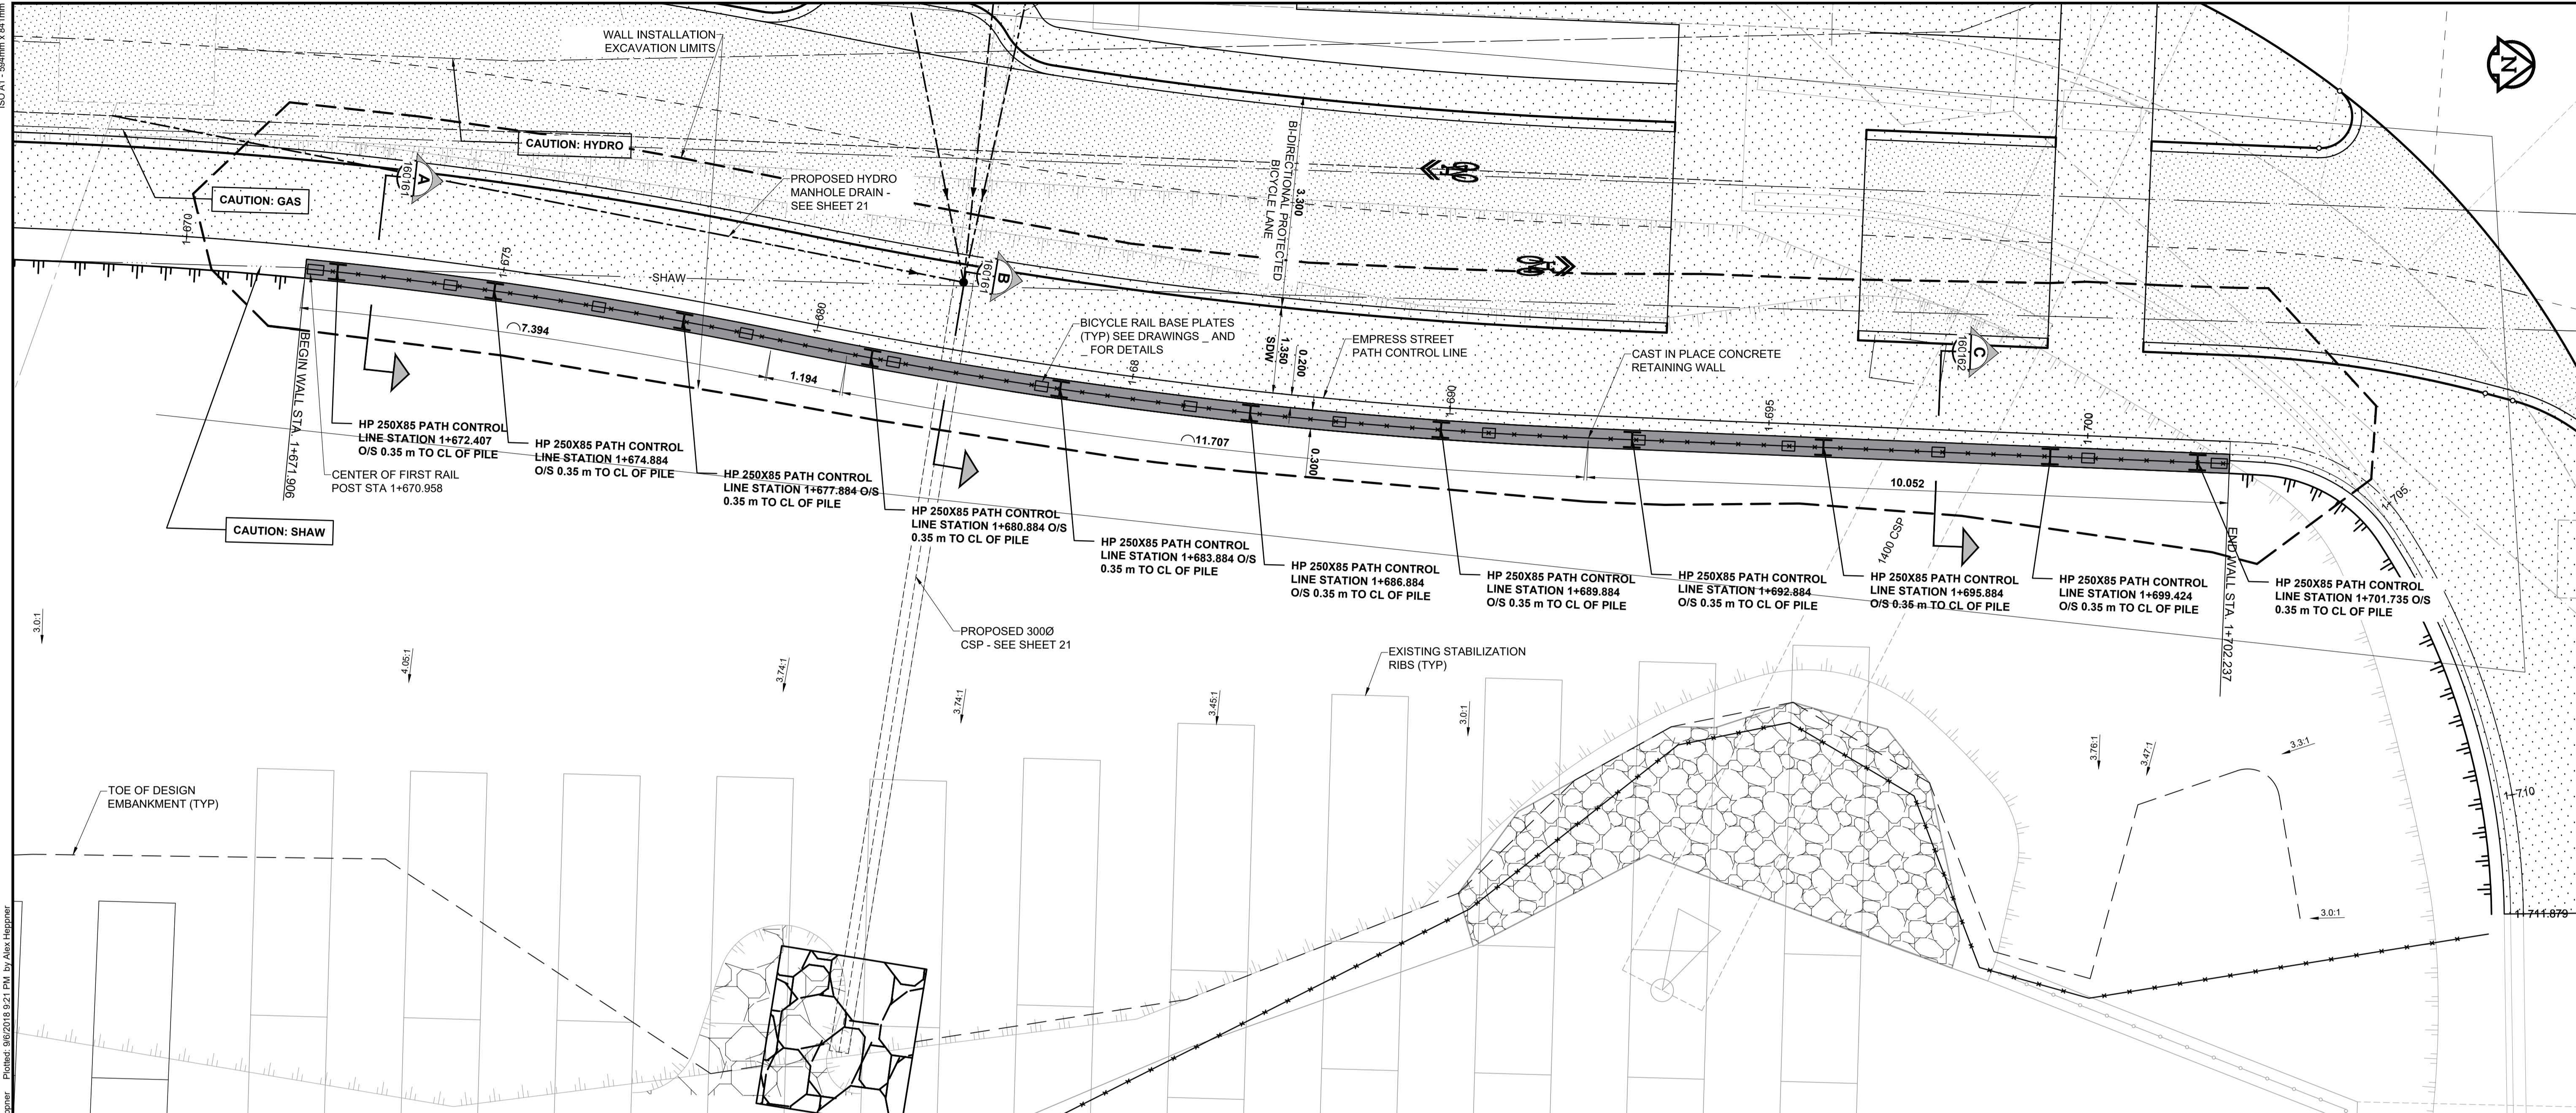 ISO A1 - 594mm x 841mm
WALL INSTALLATION
EXCAVATION LIMITS
N
CAUTION: HYDRO
A
160161
PROPOSED HYDRO
MANHOLE DRAIN -
SEE SHEET 21
BI-DIRECTIONAL PROTECTED
BICYCLE LANE
3.300
CAUTION: GAS
1+670
1+675
SHAW
B
160161
1+680
7.394
1.194
BICYCLE RAIL BASE PLATES
(TYP) SEE DRAWINGS _ AND
_ FOR DETAILS
1+68
1.350
SDW
0.200
EMPRESS STREET
PATH CONTROL LINE
CAST IN PLACE CONCRETE
RETAINING WALL
C
160162
1+690
1+695
1+700
1+705
11.707
0.300
10.052
BEGIN WALL STA. 1+671.906
HP 250X85 PATH CONTROL
LINE STATION 1+672.407
O/S 0.35 m TO CL OF PILE
CENTER OF FIRST RAIL
POST STA 1+670.958
HP 250X85 PATH CONTROL
LINE STATION 1+674.884
O/S 0.35 m TO CL OF PILE
HP 250X85 PATH CONTROL
LINE STATION 1+677.884 O/S
0.35 m TO CL OF PILE
HP 250X85 PATH CONTROL
LINE STATION 1+680.884 O/S
0.35 m TO CL OF PILE
HP 250X85 PATH CONTROL
LINE STATION 1+683.884 O/S
0.35 m TO CL OF PILE
HP 250X85 PATH CONTROL
LINE STATION 1+686.884
O/S 0.35 m TO CL OF PILE
HP 250X85 PATH CONTROL
LINE STATION 1+689.884
O/S 0.35 m TO CL OF PILE
HP 250X85 PATH CONTROL
LINE STATION 1+692.884
O/S 0.35 m TO CL OF PILE
HP 250X85 PATH CONTROL
LINE STATION 1+695.884
O/S 0.35 m TO CL OF PILE
HP 250X85 PATH CONTROL
LINE STATION 1+699.424
O/S 0.35 m TO CL OF PILE
HP 250X85 PATH CONTROL
LINE STATION 1+701.735 O/S
0.35 m TO CL OF PILE
END WALL STA. 1+702.237
1400 CSP
CAUTION: SHAW
PROPOSED 300Ø
CSP - SEE SHEET 21
EXISTING STABILIZATION
RIBS (TYP)
3.0:1
4.05:1
3.74:1
3.74:1
3.45:1
3.0:1
3.76:1
3.47:1
3.3:1
3.0:1
1+710
1+711.879
TOE OF DESIGN
EMBANKMENT (TYP)
Plotted: 9/6/2018 9:21 PM by Alex Heppner